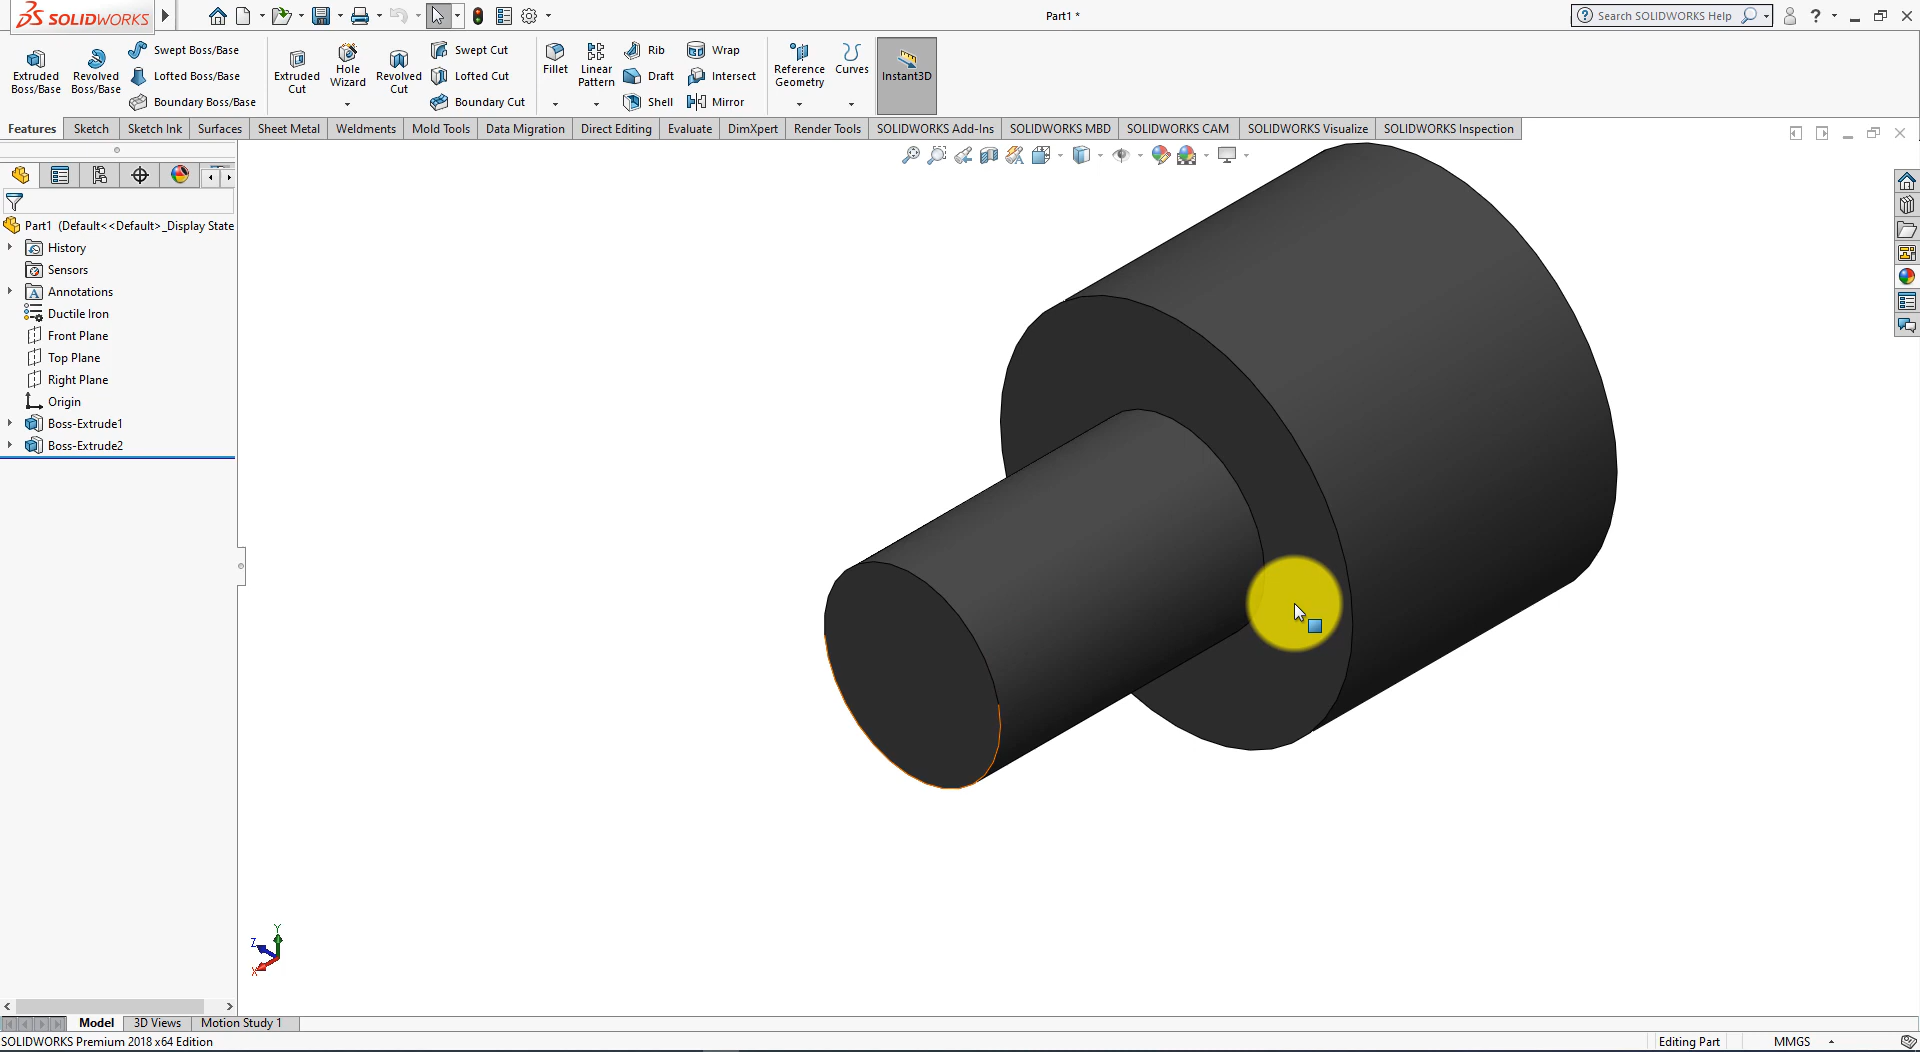 SOLIDWORKS
Part1 *
Search SOLIDWORKS Help
Extruded Boss/Base
Revolved Boss/Base
Swept Boss/Base
Lofted Boss/Base
Boundary Boss/Base
Extruded Cut
Hole Wizard
Revolved Cut
Swept Cut
Lofted Cut
Boundary Cut
Fillet
Linear Pattern
Rib
Draft
Shell
Wrap
Intersect
Mirror
Reference Geometry
Curves
Instant3D
Features
Sketch
Sketch Ink
Surfaces
Sheet Metal
Weldments
Mold Tools
Data Migration
Direct Editing
Evaluate
DimXpert
Render Tools
SOLIDWORKS Add-Ins
SOLIDWORKS MBD
SOLIDWORKS CAM
SOLIDWORKS Visualize
SOLIDWORKS Inspection
Part1 (Default<<Default>_Display State
History
Sensors
Annotations
Ductile Iron
Front Plane
Top Plane
Right Plane
Origin
Boss-Extrude1
Boss-Extrude2
Y
Z
X
Model
3D Views
Motion Study 1
SOLIDWORKS Premium 2018 x64 Edition
Editing Part
MMGS